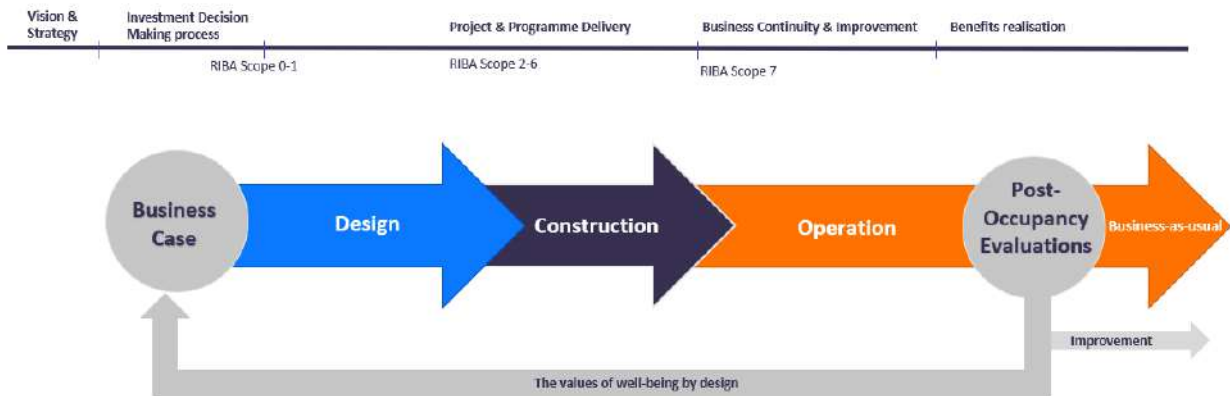 Vision &
Strategy
Investment Decision
Making process
Project & Programme Delivery
Business Continuity & Improvement
Benefits realisation
RIBA Scope 0-1
RIBA Scope 2-6
RIBA Scope 7
Business
Case
Design
Construction
Operation
Post-
Occupancy
Evaluations
Business-as-usual
Improvement
The values of well-being by design